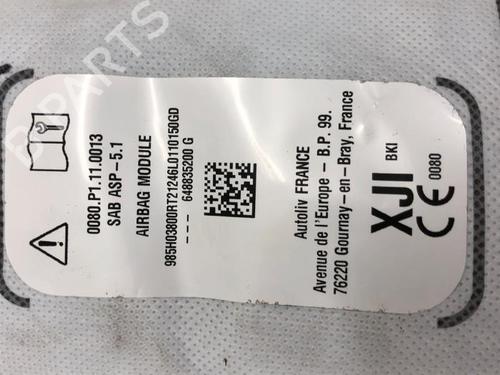 0080.P1.11.0013
SAB ASP-5.1
AIRBAG MODULE
985H03800RT21246L0110150GD
--- 648835200 G
Autoliv FRANCE
Avenue de l'Europe - B.P. 99.
76220 Gournay-en-Bray, France
XJI BKI
CE 0080